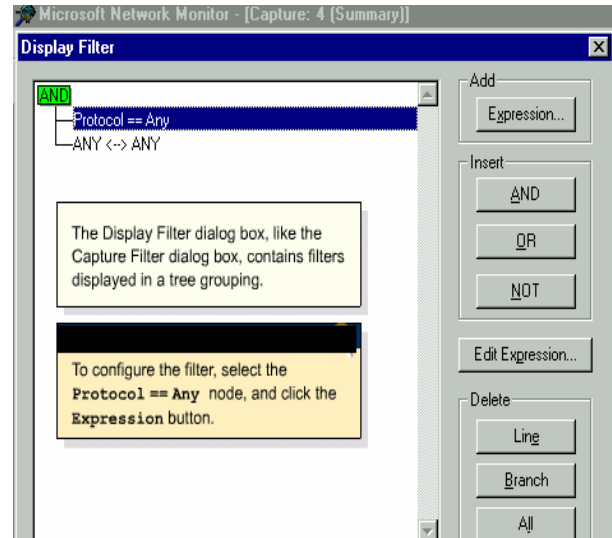 Microsoft Network Monitor - [Capture: 4 (Summary)]
Display Filter
AND
Protocol == Any
ANY <--> ANY
The Display Filter dialog box, like the
Capture Filter dialog box, contains filters
displayed in a tree grouping.
To configure the filter, select the
Protocol == Any node, and click the
Expression button.
Add
Expression...
Insert
AND
OR
NOT
Edit Expression...
Delete
Line
Branch
All